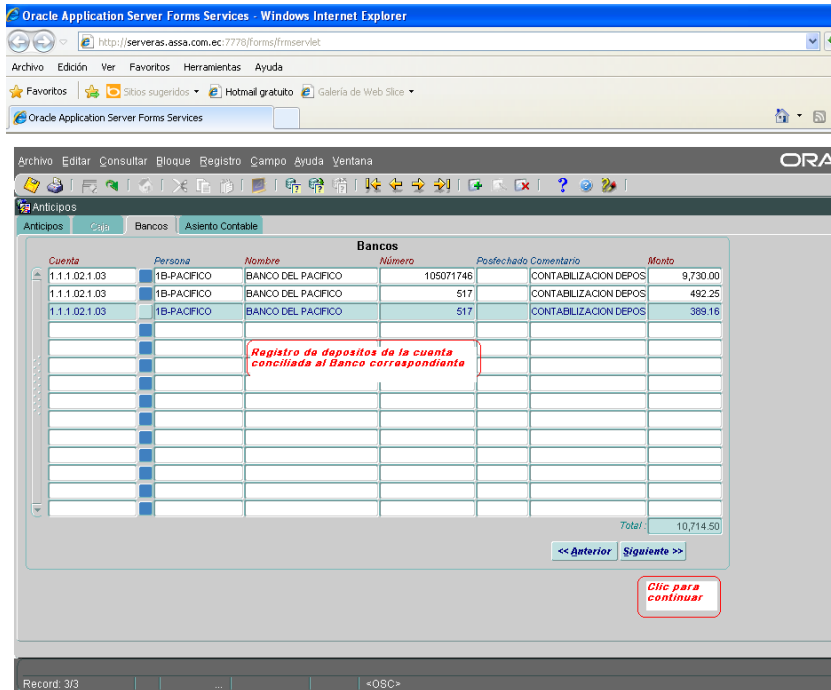 Oracle Application Server Forms Services - Windows Internet Explorer
http://serveras.assa.com.ec:7778/forms/frmservlet
Archivo Edición Ver Favoritos Herramientas Ayuda
Favoritos Sitios sugeridos Hotmail gratuito Galería de Web Slice
Oracle Application Server Forms Services
Archivo Editar Consultar Bloque Registro Campo Ayuda Ventana
ORA
Anticipos
Anticipos Caja Bancos Asiento Contable
Bancos
Cuenta Persona Nombre Número Posfechado Comentario Monto
1.1.1.02.1.03 1B-PACIFICO BANCO DEL PACIFICO 105071746 CONTABILIZACION DEPOS 9,730.00
1.1.1.02.1.03 1B-PACIFICO BANCO DEL PACIFICO 517 CONTABILIZACION DEPOS 492.25
1.1.1.02.1.03 1B-PACIFICO BANCO DEL PACIFICO 517 CONTABILIZACION DEPOS 389.16
Registro de depositos de la cuenta
conciliada al Banco correspondiente
Total : 10,714.50
<< Anterior Siguiente >>
Clic para
continuar
Record: 3/3 ... <OSC>